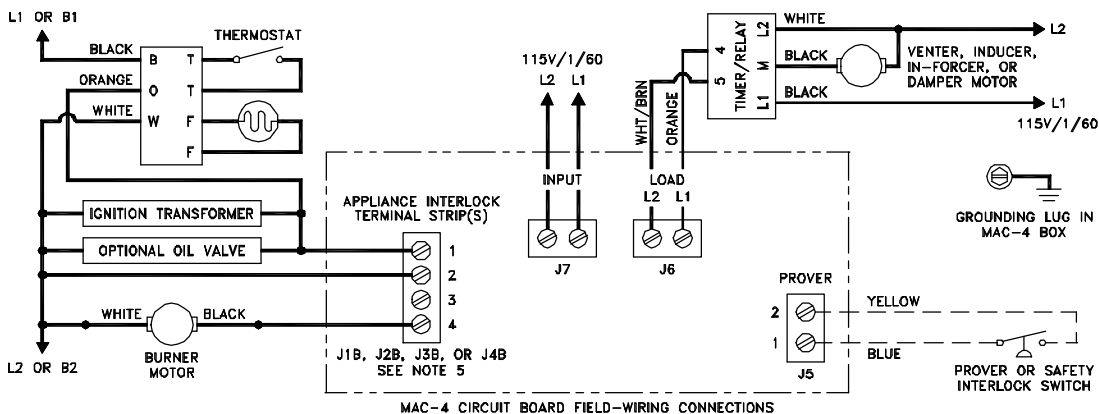 L1 OR B1
BLACK
ORANGE
WHITE
B
O
W
T
T
F
F
THERMOSTAT
IGNITION TRANSFORMER
OPTIONAL OIL VALVE
WHITE
BLACK
BURNER
MOTOR
L2 OR B2
APPLIANCE INTERLOCK
TERMINAL STRIP(S)
1
2
3
4
J1B, J2B, J3B, OR J4B
SEE NOTE 5
115V/1/60
L2 L1
INPUT
J7
WHT/BRN
ORANGE
LOAD
L2 L1
J6
4
5
TIMER/RELAY
L2
M
L1
WHITE
BLACK
BLACK
L2
VENTER, INDUCER,
IN-FORCER, OR
DAMPER MOTOR
L1
115V/1/60
GROUNDING LUG IN
MAC-4 BOX
PROVER
2
1
J5
YELLOW
BLUE
PROVER OR SAFETY
INTERLOCK SWITCH
MAC-4 CIRCUIT BOARD FIELD-WIRING CONNECTIONS